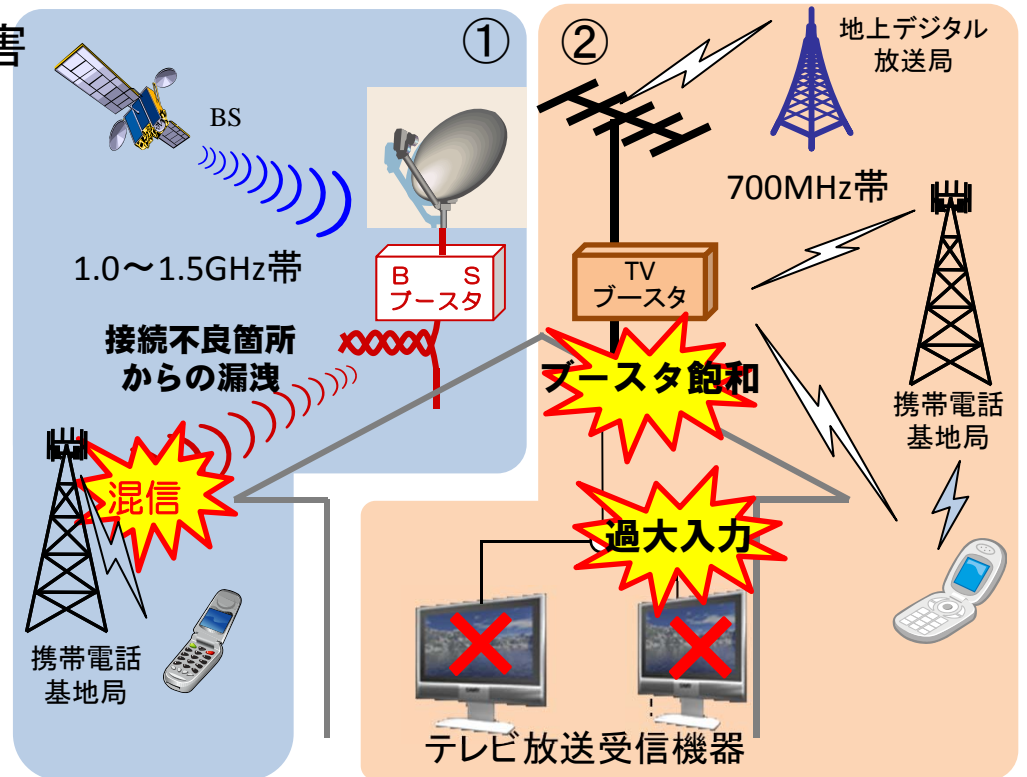 害
①
②
BS
1.0～1.5GHz帯
B S
ブースタ
接続不良箇所
からの漏洩
混信
携帯電話
基地局
地上デジタル
放送局
700MHz帯
TV
ブースタ
ブースタ飽和
過大入力
携帯電話
基地局
テレビ放送受信機器